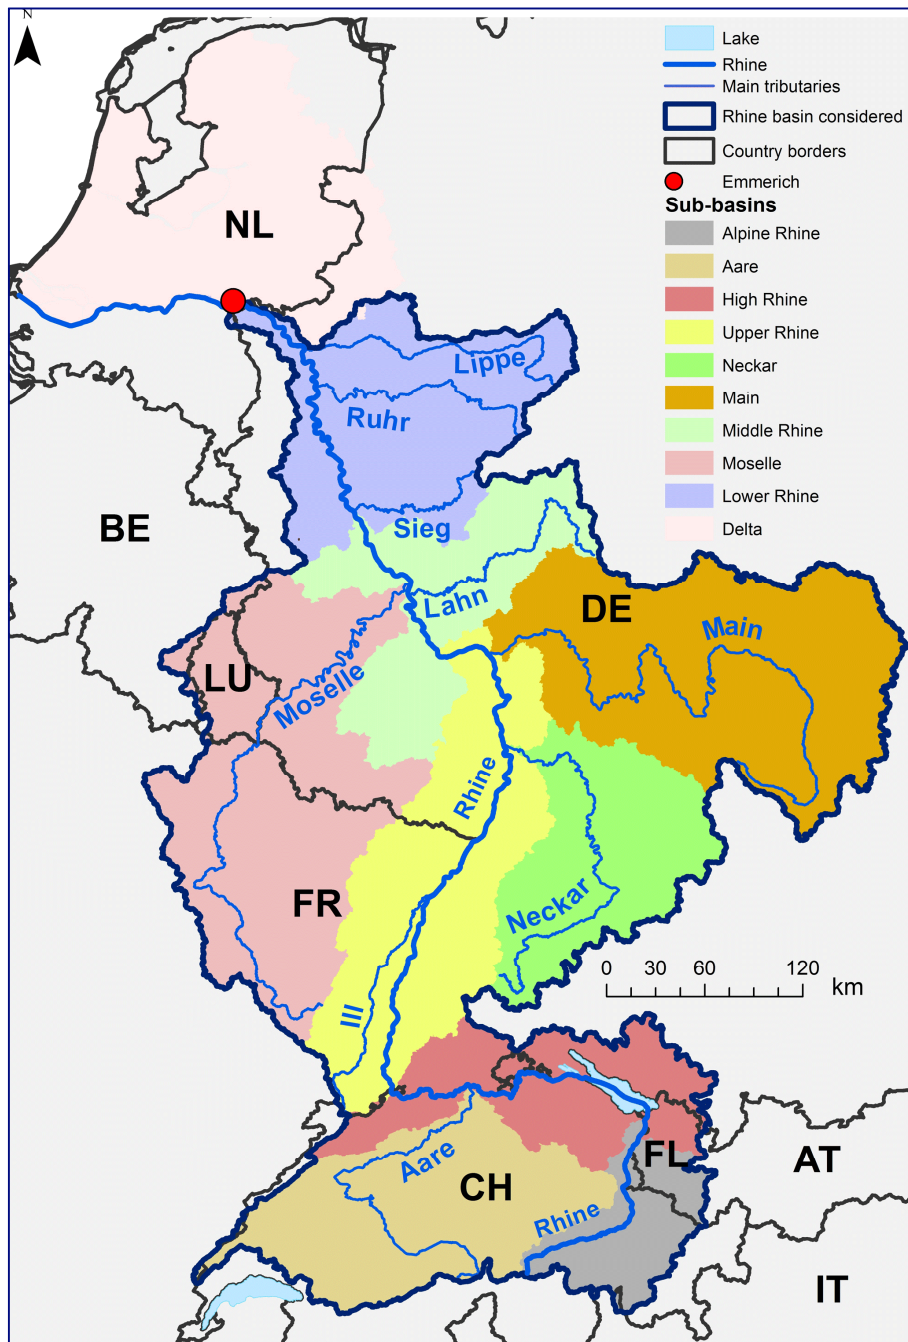 N
Lake
Rhine
Main tributaries
Rhine basin considered
Country borders
Emmerich
Sub-basins
Alpine Rhine
Aare
High Rhine
Upper Rhine
Neckar
Main
Middle Rhine
Moselle
Lower Rhine
Delta
NL
Lippe
Ruhr
BE
Sieg
Lahn
DE
Main
LU
Moselle
Rhine
FR
Neckar
0 30 60 120
km
Ill
FL
AT
Aare
CH
Rhine
IT